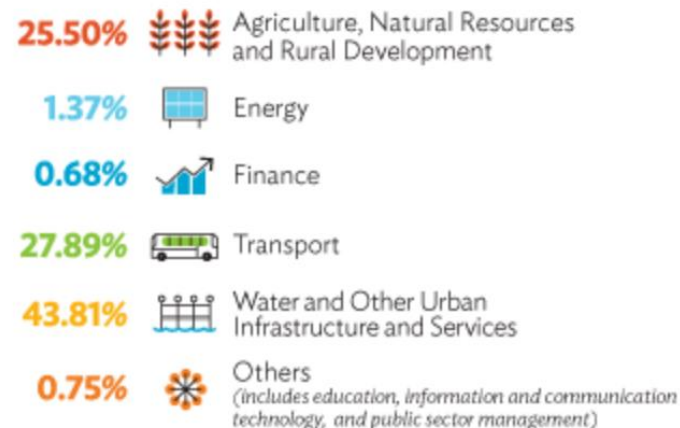 25.50% Agriculture, Natural Resources
and Rural Development
1.37% Energy
0.68% Finance
27.89% Transport
43.81% Water and Other Urban
Infrastructure and Services
0.75% Others
(includes education, information and communication
technology, and public sector management)